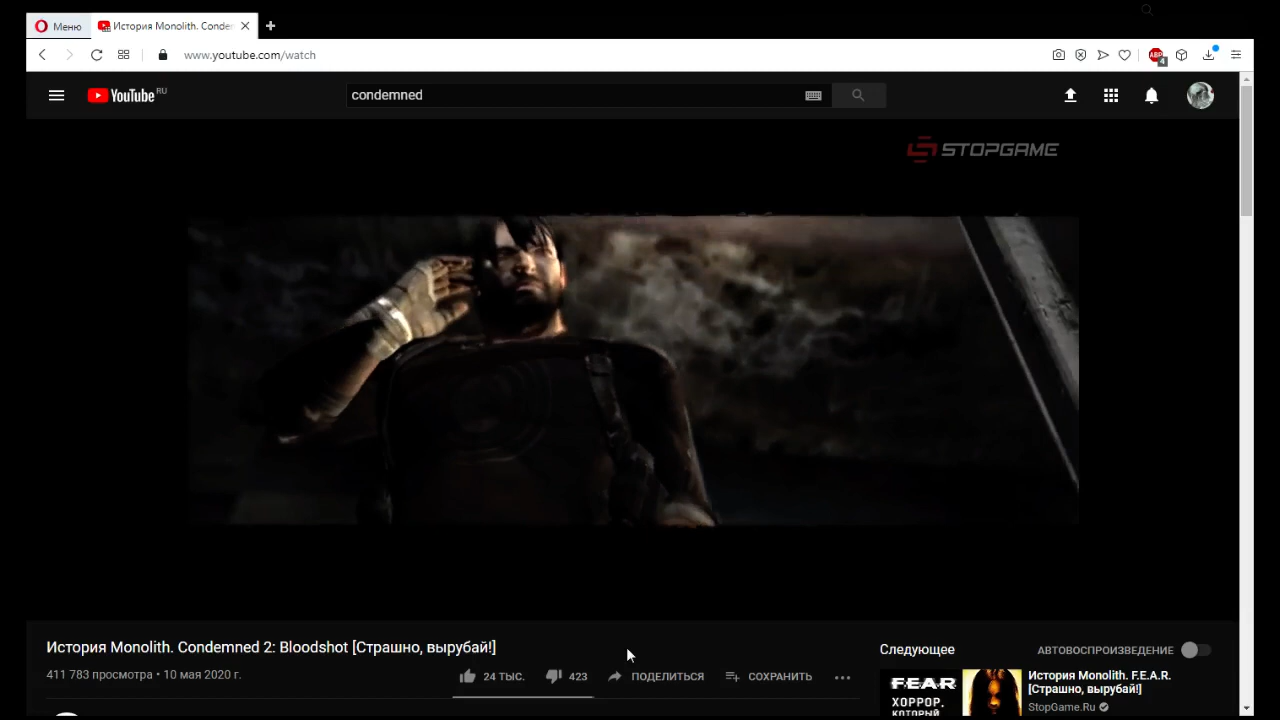 Меню
История Monolith. Conde
www.youtube.com/watch
ABP
4
YouTube RU
condemned
STOPGAME
История Monolith. Condemned 2: Bloodshot [Страшно, вырубай!]
411 783 просмотра • 10 мая 2020 г.
24 ТЫС.
423
ПОДЕЛИТЬСЯ
СОХРАНИТЬ
Следующее
АВТОВОСПРОИЗВЕДЕНИЕ
FEAR
ХОРРОР,
КОТОРЫЙ
История Monolith. F.E.A.R.
[Страшно, вырубай!]
StopGame.Ru